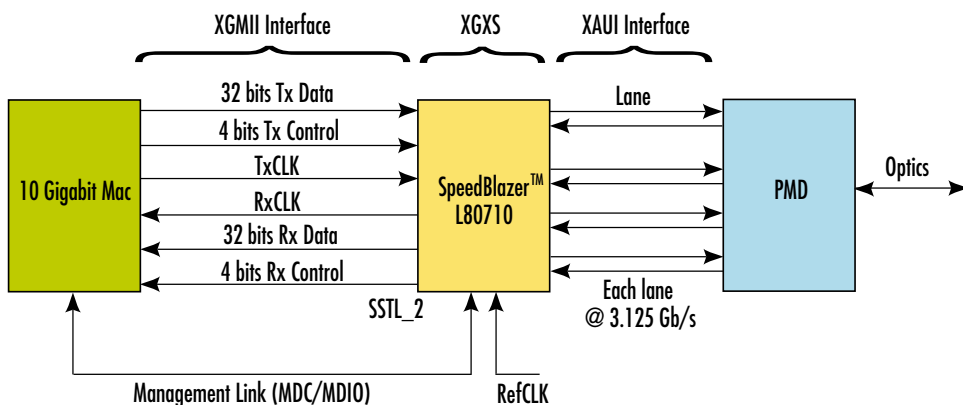 XGMII Interface
XGXS
XAUI Interface
32 bits Tx Data
4 bits Tx Control
TxCLK
RxCLK
32 bits Rx Data
4 bits Rx Control
10 Gigabit Mac
SpeedBlazer™
L80710
Lane
PMD
Optics
SSTL_2
Each lane
@ 3.125 Gb/s
Management Link (MDC/MDIO)
RefCLK